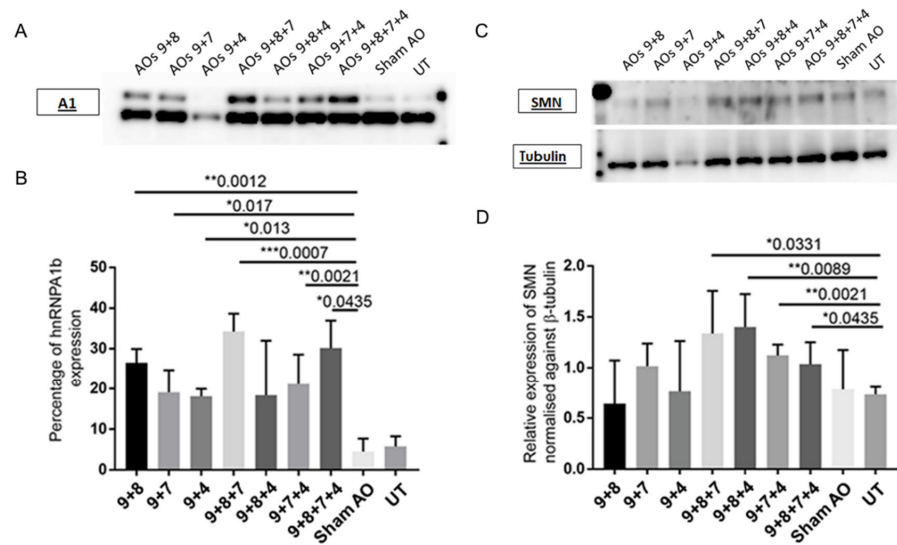 A
AOs 9+8
AOs 9+7
AOs 9+4
AOs 9+8+7
AOs 9+8+4
AOs 9+7+4
AOs 9+8+7+4
Sham AO
UT
A1
B
**0.0012
*0.017
*0.013
***0.0007
**0.0021
*0.0435
Percentage of hnRNPA1b
expression
50
40
30
20
10
0
9+8
9+7
9+4
9+8+7
9+8+4
9+7+4
9+8+7+4
Sham AO
UT
C
AOs 9+8
AOs 9+7
AOs 9+4
AOs 9+8+7
AOs 9+8+4
AOs 9+7+4
AOs 9+8+7+4
Sham AO
UT
SMN
Tubulin
D
*0.0331
**0.0089
**0.0021
*0.0435
Relative expression of SMN
normalised against β-tubulin
2.0
1.5
1.0
0.5
0.0
9+8
9+7
9+4
9+8+7
9+8+4
9+7+4
9+8+7+4
Sham AO
UT